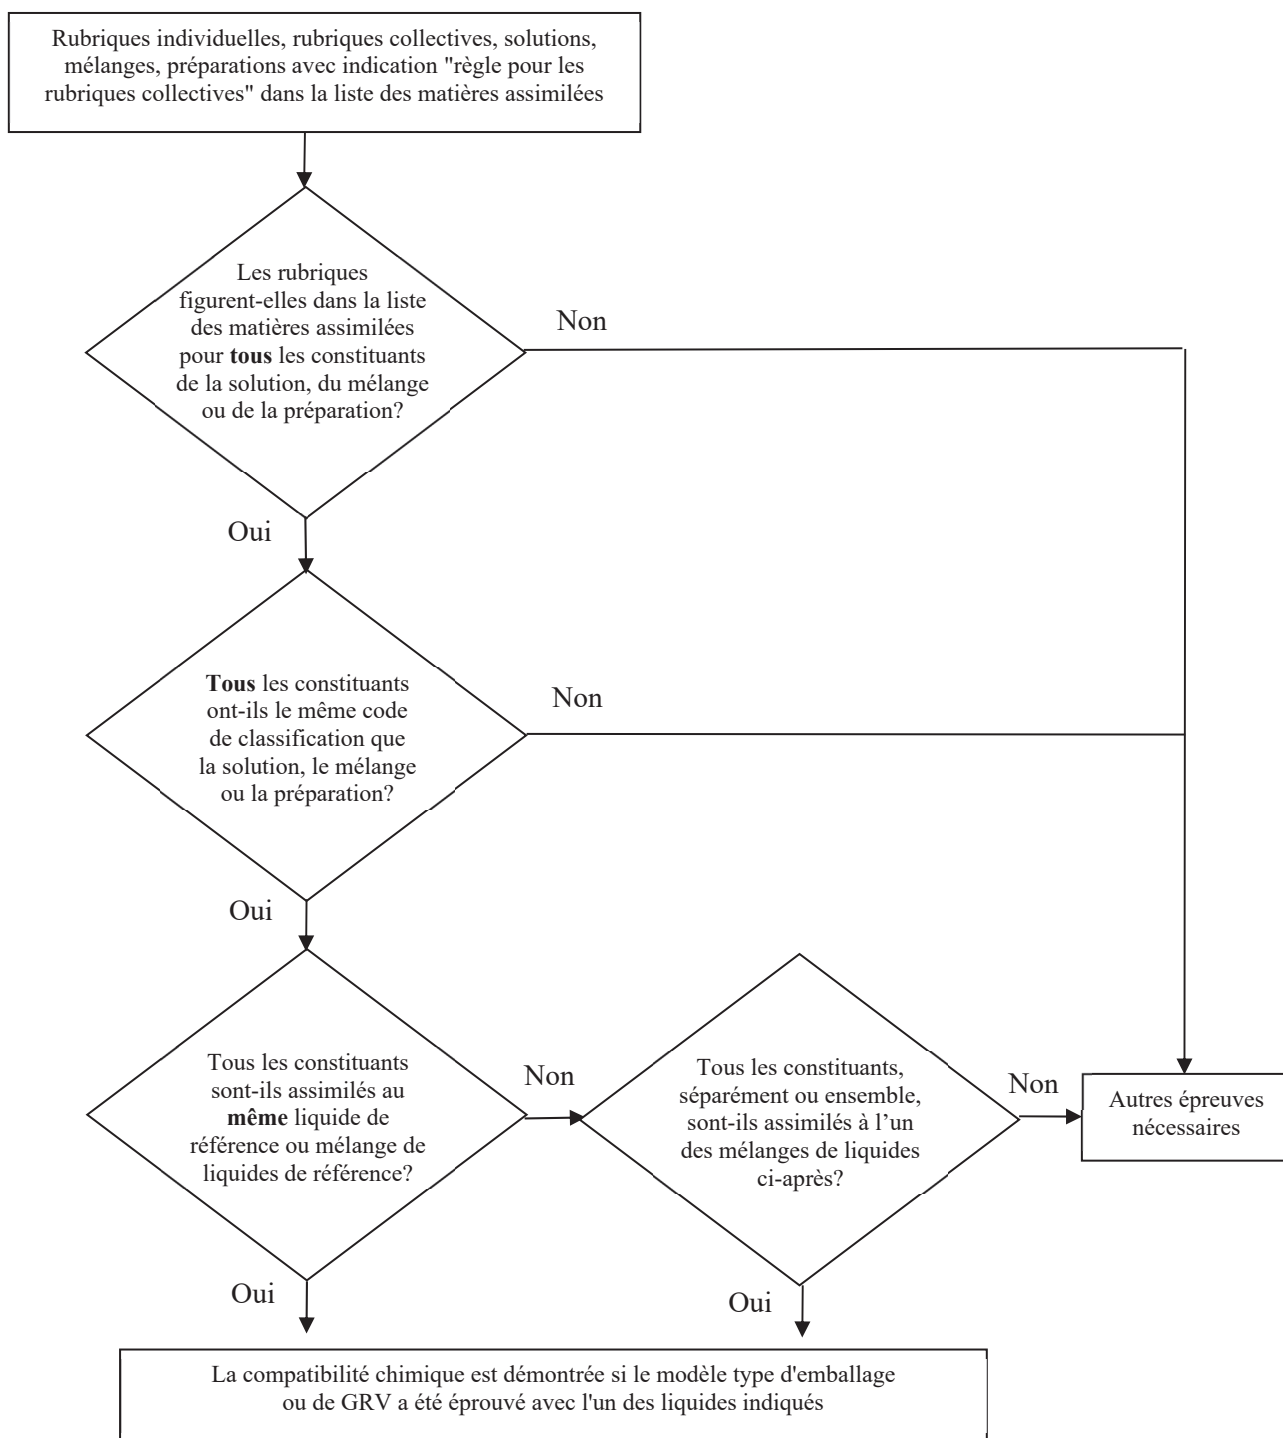 Rubriques individuelles, rubriques collectives, solutions,
mélanges, préparations avec indication "règle pour les
rubriques collectives" dans la liste des matières assimilées
Les rubriques
figurent-elles dans la liste
des matières assimilées
pour tous les constituants
de la solution, du mélange
ou de la préparation?
Non
Oui
Tous les constituants
ont-ils le même code
de classification que
la solution, le mélange
ou la préparation?
Non
Oui
Tous les constituants
sont-ils assimilés au
même liquide de
référence ou mélange de
liquides de référence?
Non
Tous les constituants,
séparément ou ensemble,
sont-ils assimilés à l’un
des mélanges de liquides
ci-après?
Non
Autres épreuves
nécessaires
Oui
Oui
La compatibilité chimique est démontrée si le modèle type d'emballage
ou de GRV a été éprouvé avec l'un des liquides indiqués